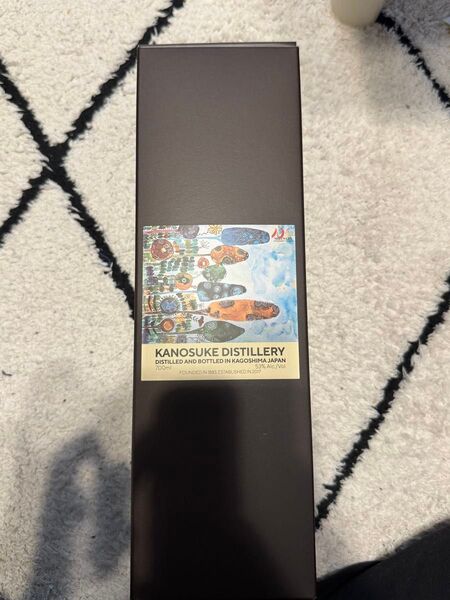 KANOSUKE DISTILLERY
DISTILLED AND BOTTLED IN KAGOSHIMA JAPAN
700ml 53% Alc./Vol
FOUNDED IN 1883, ESTABLISHED IN 2017